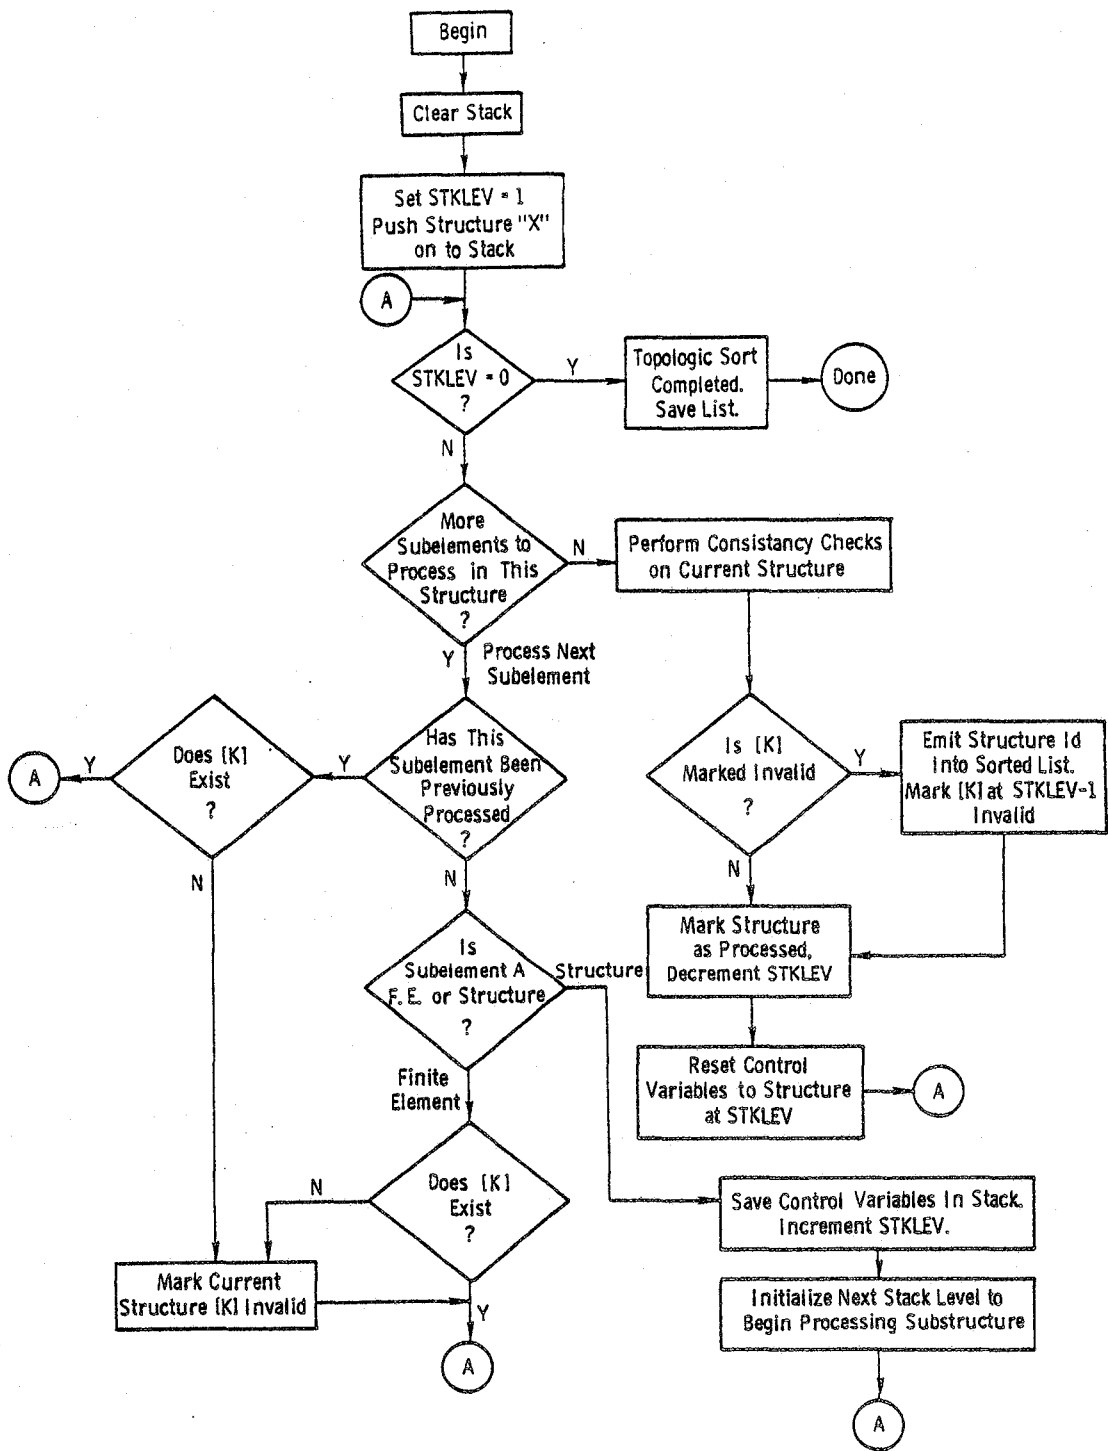 Begin
Clear Stack
Set STKLEV = 1
Push Structure "X"
on to Stack
A
Is
STKLEV = 0
?
Y
Topologic Sort
Completed.
Save List.
Done
N
More
Subelements to
Process in This
Structure
?
N
Perform Consistancy Checks
on Current Structure
Y
Process Next
Subelement
Has This
Subelement Been
Previously
Processed
?
Y
Does [K]
Exist
?
Y
A
N
Is [K]
Marked Invalid
?
Y
Emit Structure Id
Into Sorted List.
Mark [K] at STKLEV-1
Invalid
N
Mark Structure
as Processed,
Decrement STKLEV
N
Is
Subelement A
F.E. or Structure
?
Structure
Reset Control
Variables to Structure
at STKLEV
A
Finite
Element
Does [K]
Exist
?
N
Save Control Variables In Stack.
Increment STKLEV.
Mark Current
Structure [K] Invalid
Y
Initialize Next Stack Level to
Begin Processing Substructure
A
A